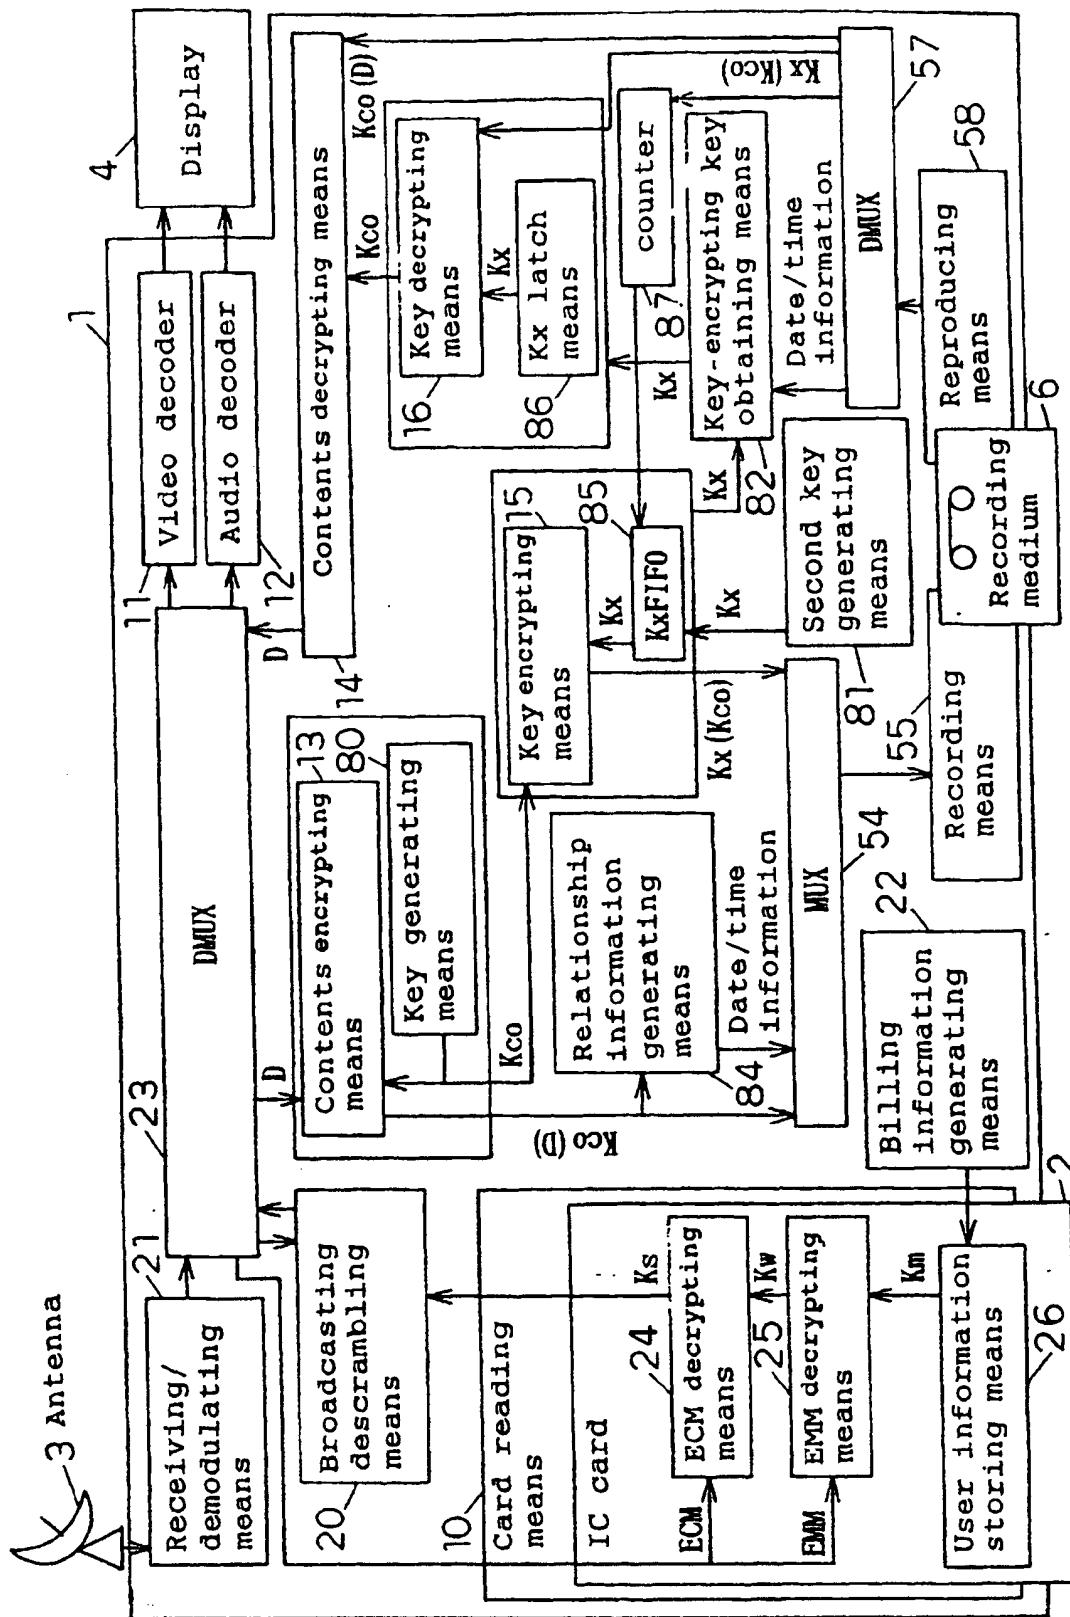 3 Antenna
21
Receiving/
demodulating
means
23
DMUX
11
Video decoder
Audio decoder
12
1
4
Display
20
Broadcasting
descrambling
means
D
13
Contents encrypting
means
80
Key generating
means
Kco
Kco(D)
D
14
Contents decrypting means
Kco
Kco(D)
16
Key decrypting
means
Kx
Kx latch
means
86
Kx
10
Card reading
means
IC card
Ks
24
ECM decrypting
means
ECM
Kw
25
EMM decrypting
means
EMM
Km
User information
storing means
26
2
Relationship
information
generating
means
84
Date/time
information
15
Key encrypting
means
Kx
85
KxFIFO
Kx
Kx(Kco)
Kx
counter
87
Key-encrypting key
obtaining means
82
Kx(Kco)
Date/time
information
DMUX
57
Second key
generating
means
81
MUX
54
22
Billing
information
generating
means
55
Recording
means
Recording
medium
6
Reproducing
means
58